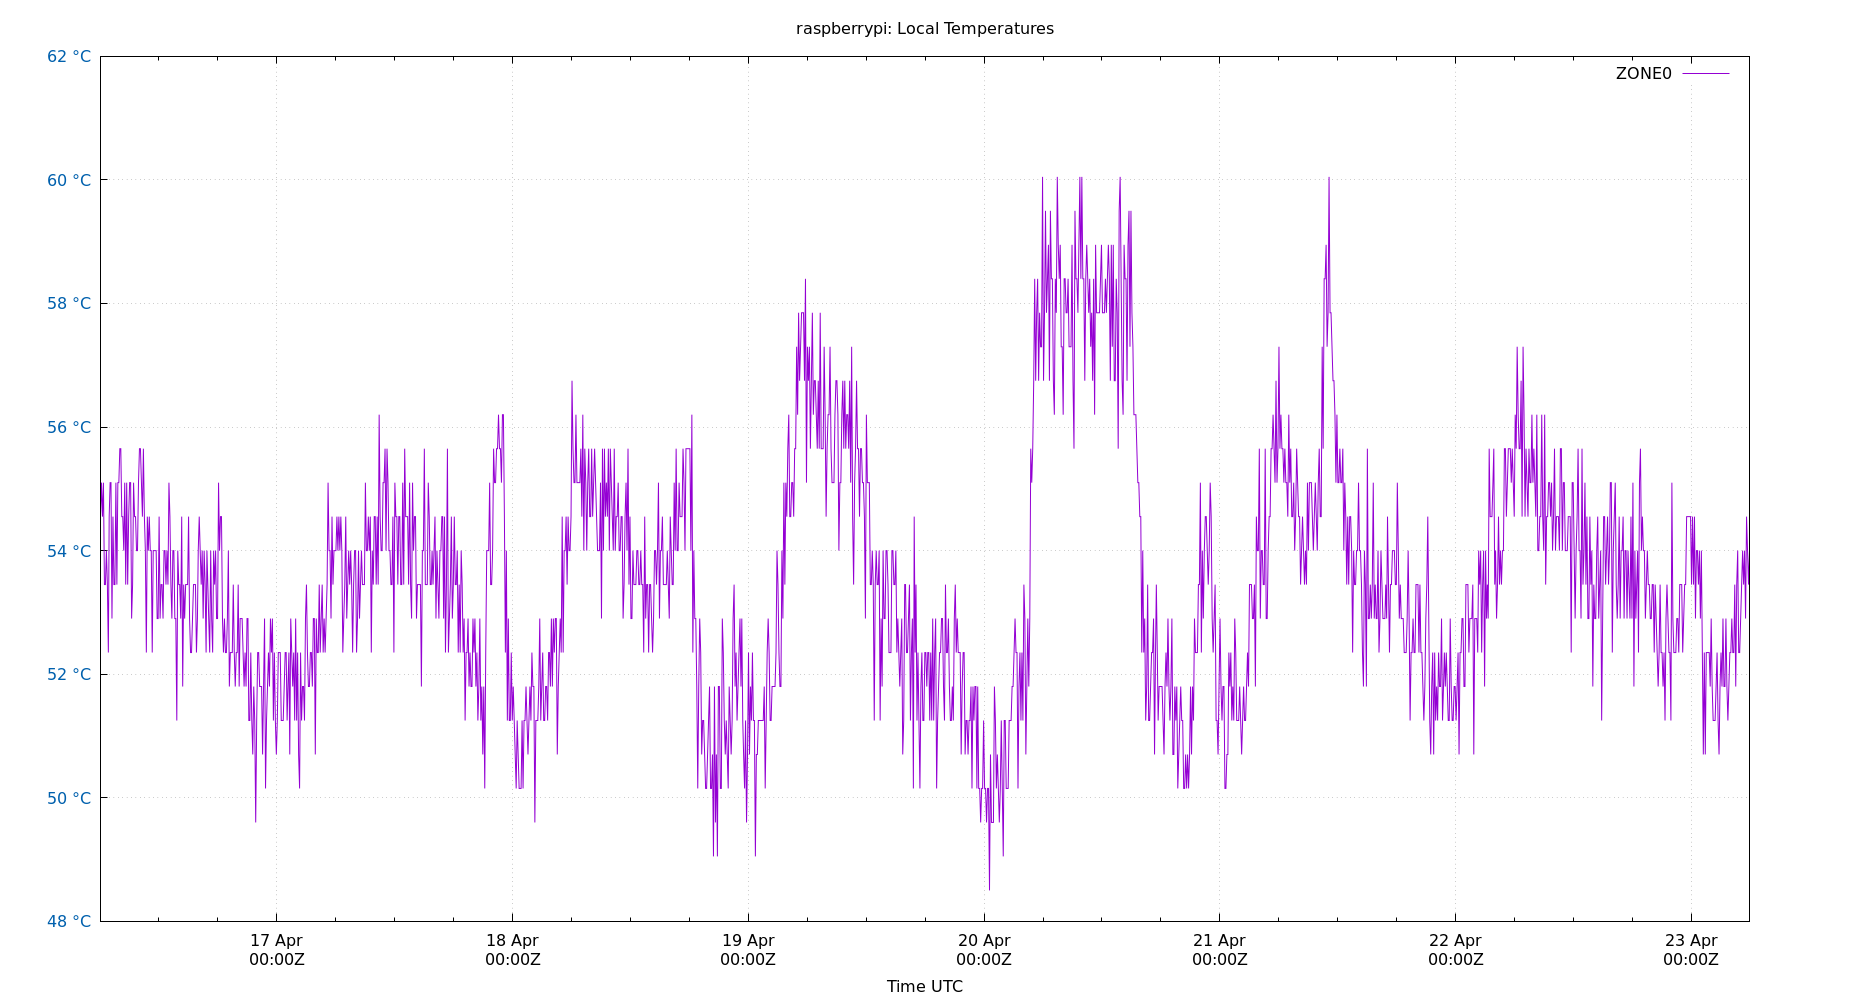 raspberrypi: Local Temperatures
ZONE0
62 °C
60 °C
58 °C
56 °C
54 °C
52 °C
50 °C
48 °C
17 Apr
00:00Z
18 Apr
00:00Z
19 Apr
00:00Z
20 Apr
00:00Z
21 Apr
00:00Z
22 Apr
00:00Z
23 Apr
00:00Z
Time UTC